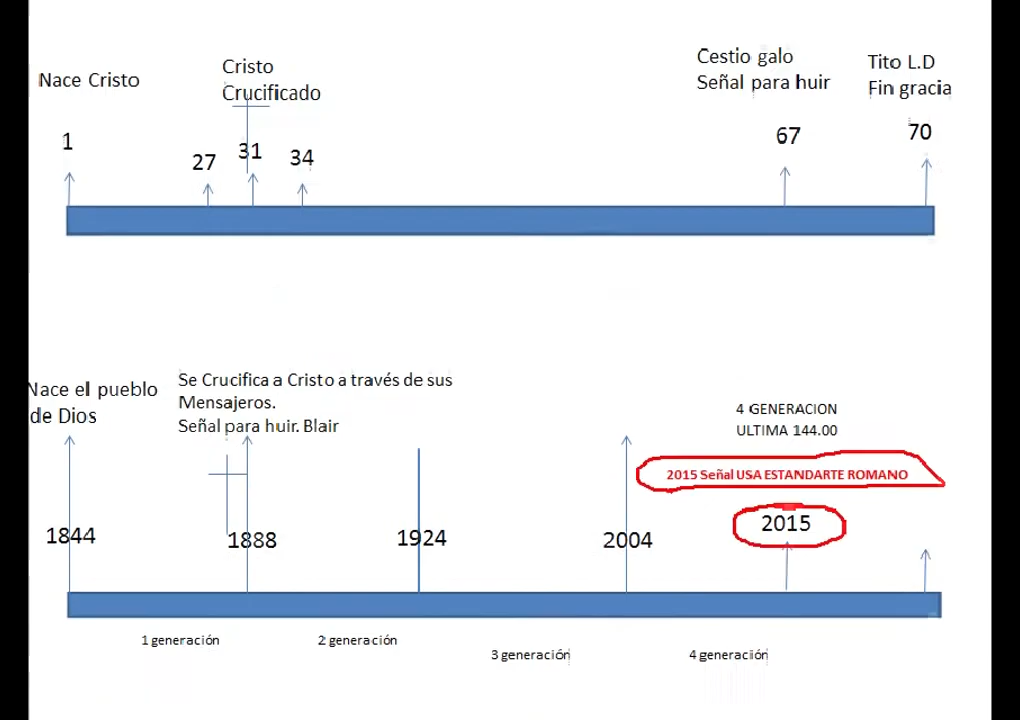 Nace Cristo
Cristo
Crucificado
Cestio galo
Señal para huir
Tito L.D
Fin gracia
1
27
31
34
67
70
Nace el pueblo
de Dios
Se Crucifica a Cristo a través de sus
Mensajeros.
Señal para huir. Blair
4 GENERACION
ULTIMA 144.00
2015 Señal USA ESTANDARTE ROMANO
1844
1888
1924
2004
2015
1 generación
2 generación
3 generación
4 generación